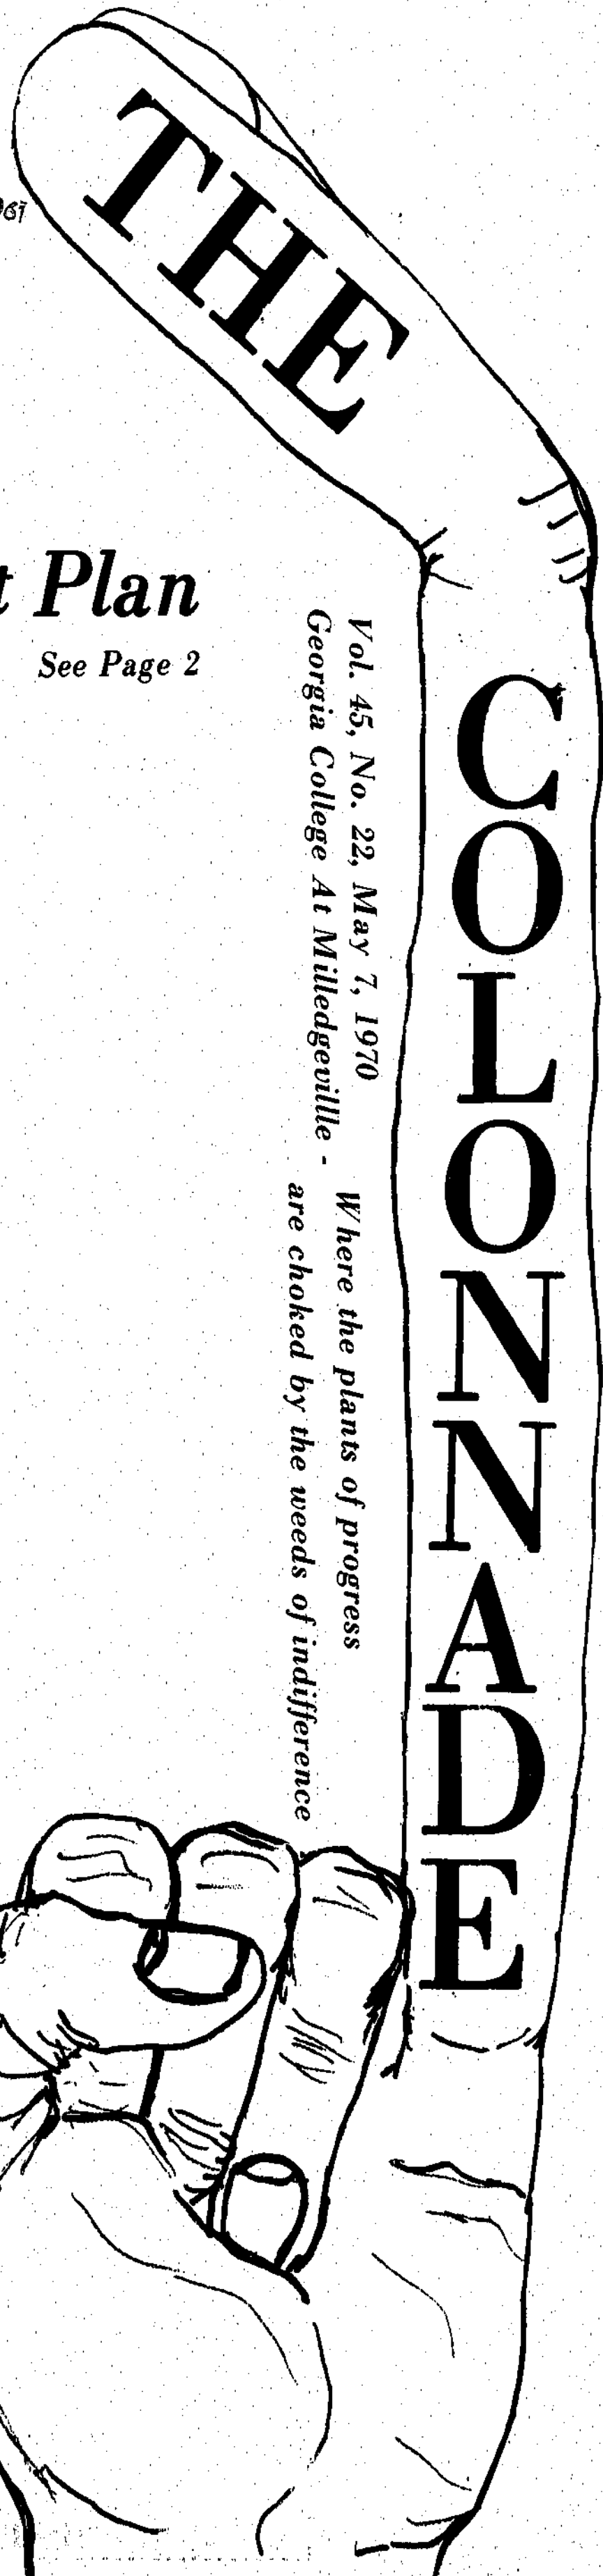 THE
COLONNADE
Plan
See Page 2
Vol. 45, No. 22, May 7, 1970
Georgia College At Milledgevillle -
Where the plants of progress
are choked by the weeds of indifference